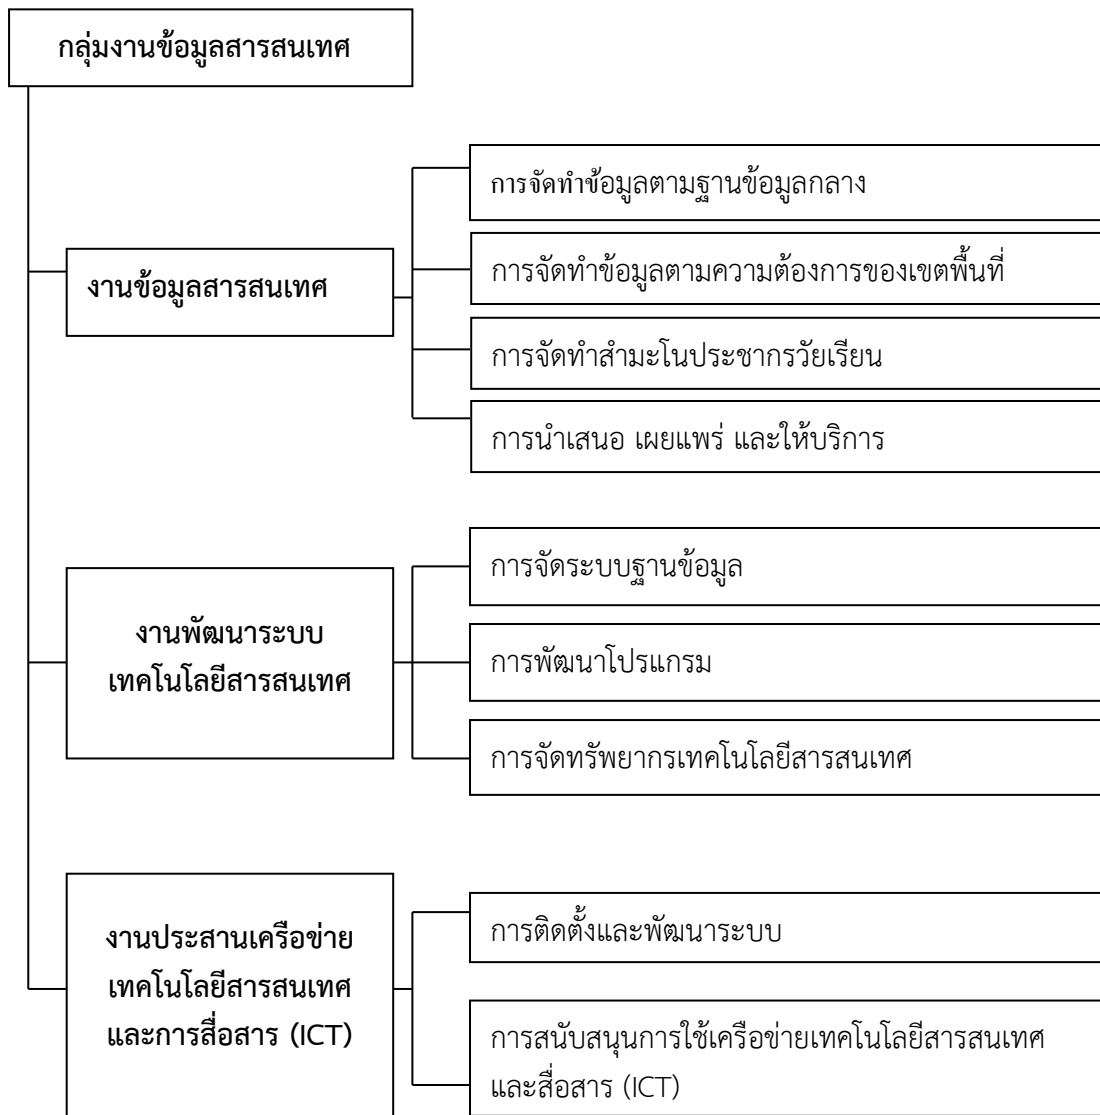 กลุ่มงานข้อมูลสารสนเทศ
งานข้อมูลสารสนเทศ
การจัดทำข้อมูลตามฐานข้อมูลกลาง
การจัดทำข้อมูลตามความต้องการของเขตพื้นที่
การจัดทำสำมะโนประชากรวัยเรียน
การนำเสนอ เผยแพร่ และให้บริการ
งานพัฒนาระบบ
เทคโนโลยีสารสนเทศ
การจัดระบบฐานข้อมูล
การพัฒนาโปรแกรม
การจัดทรัพยากรเทคโนโลยีสารสนเทศ
งานประสานเครือข่าย
เทคโนโลยีสารสนเทศ
และการสื่อสาร (ICT)
การติดตั้งและพัฒนาระบบ
การสนับสนุนการใช้เครือข่ายเทคโนโลยีสารสนเทศ
และสื่อสาร (ICT)